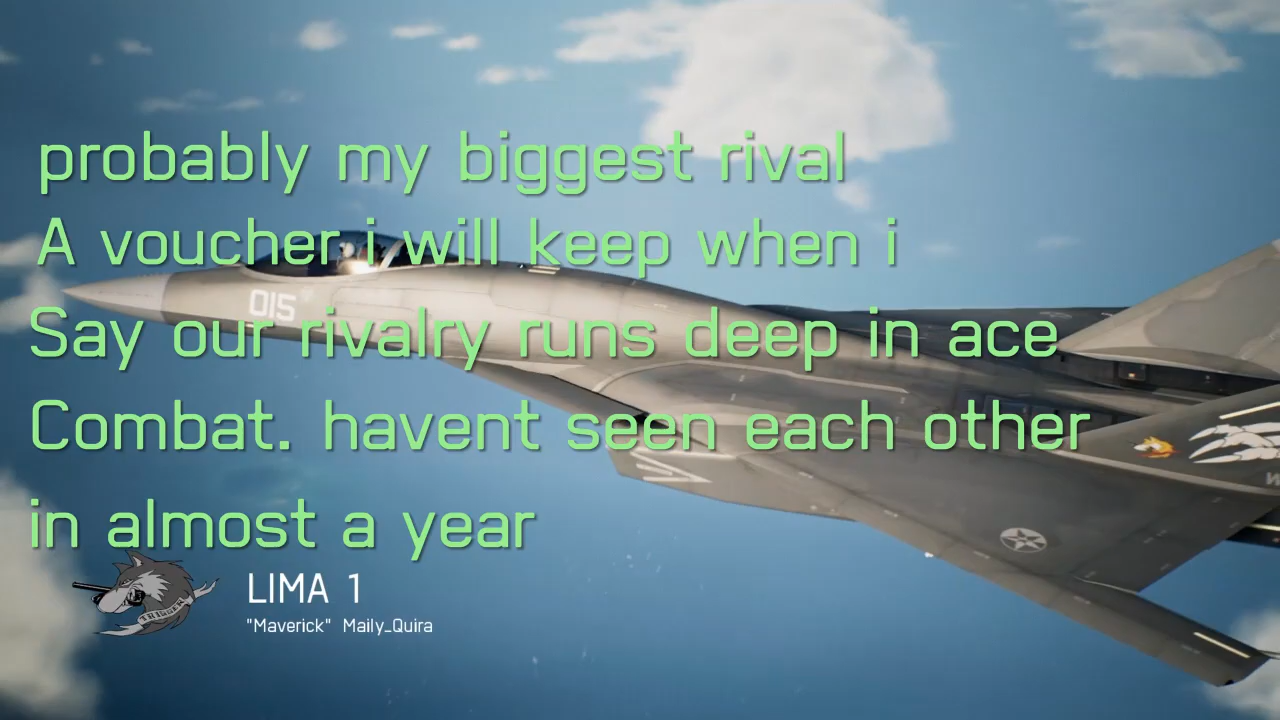 probably my biggest rival
A voucher i will keep when i
Say our rivalry runs deep in ace
Combat. havent seen each other
in almost a year
015
TRIGGER
LIMA 1
"Maverick" Maily_Quira